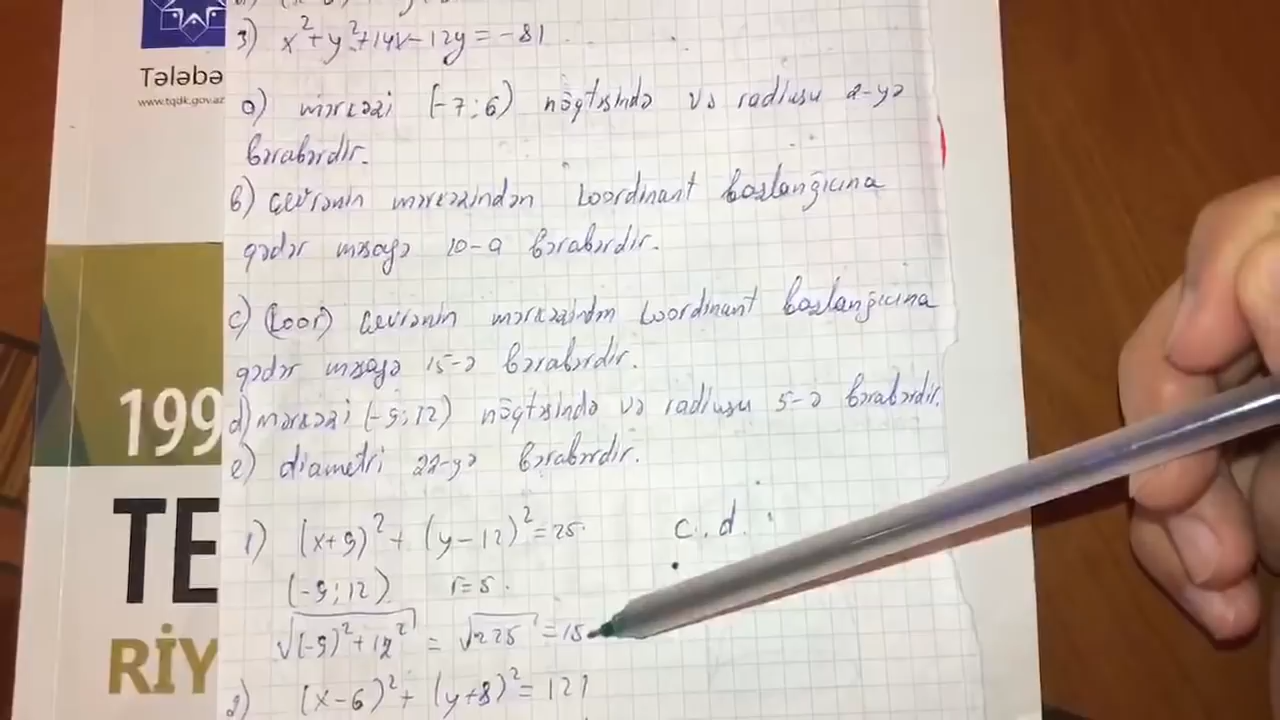 3) x²+y²+14x-12y=-81
Tələbə
www.tqdk.gov.az
a) mərkəzi (-7;6) nöqtəsində və radiusu 2-yə
bərabərdir.
b) çevrənin mərkəzindən koordinant başlanğıcına
qədər məsafə 10-a bərabərdir.
c) (koor) çevrənin mərkəzindən koordinant başlanğıcına
qədər məsafə 15-ə bərabərdir.
d) mərkəzi (-9;12) nöqtəsində və radiusu 5-ə bərabərdir.
e) diametri 22-yə bərabərdir.
199
TE
RİY
1) (x+9)²+(y-12)²=25 c.,d.
(-9;12) r=5.
√(-9)²+12² = √225 =15
2) (x-6)²+(y+8)²=121